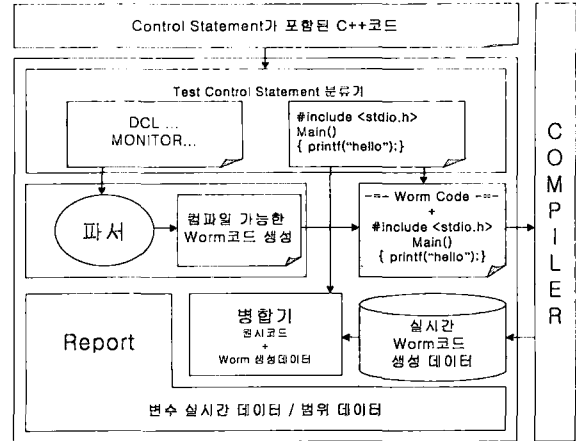 Control Statement가 포함된 C++코드
Test Control Statement 분류기
DCL ...
MONITOR...
#include <stdio.h>
Main()
{ printf("hello");}
파서
컴파일 가능한
Worm코드 생성
-=- Worm Code -=-
+
#include <stdio.h>
Main()
{ printf("hello");}
COMPILER
Report
병합기
원시코드
+
Worm 생성데이터
실시간
Worm코드
생성 데이터
변수 실시간 데이터 / 범위 데이터